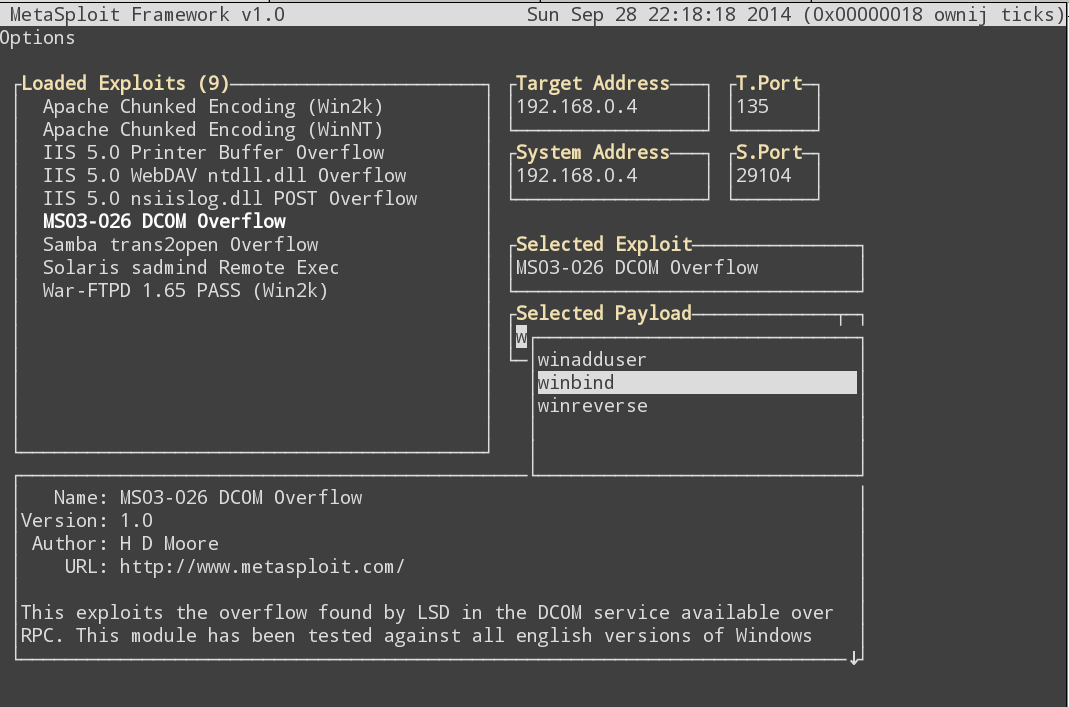 MetaSploit Framework v1.0 Sun Sep 28 22:18:18 2014 (0x00000018 ownij ticks)
Options
Loaded Exploits (9)
Apache Chunked Encoding (Win2k)
Apache Chunked Encoding (WinNT)
IIS 5.0 Printer Buffer Overflow
IIS 5.0 WebDAV ntdll.dll Overflow
IIS 5.0 nsiislog.dll POST Overflow
MS03-026 DCOM Overflow
Samba trans2open Overflow
Solaris sadmind Remote Exec
War-FTPD 1.65 PASS (Win2k)
Target Address
192.168.0.4
T.Port
135
System Address
192.168.0.4
S.Port
29104
Selected Exploit
MS03-026 DCOM Overflow
Selected Payload
w
winadduser
winbind
winreverse
Name: MS03-026 DCOM Overflow
Version: 1.0
Author: H D Moore
URL: http://www.metasploit.com/
This exploits the overflow found by LSD in the DCOM service available over
RPC. This module has been tested against all english versions of Windows